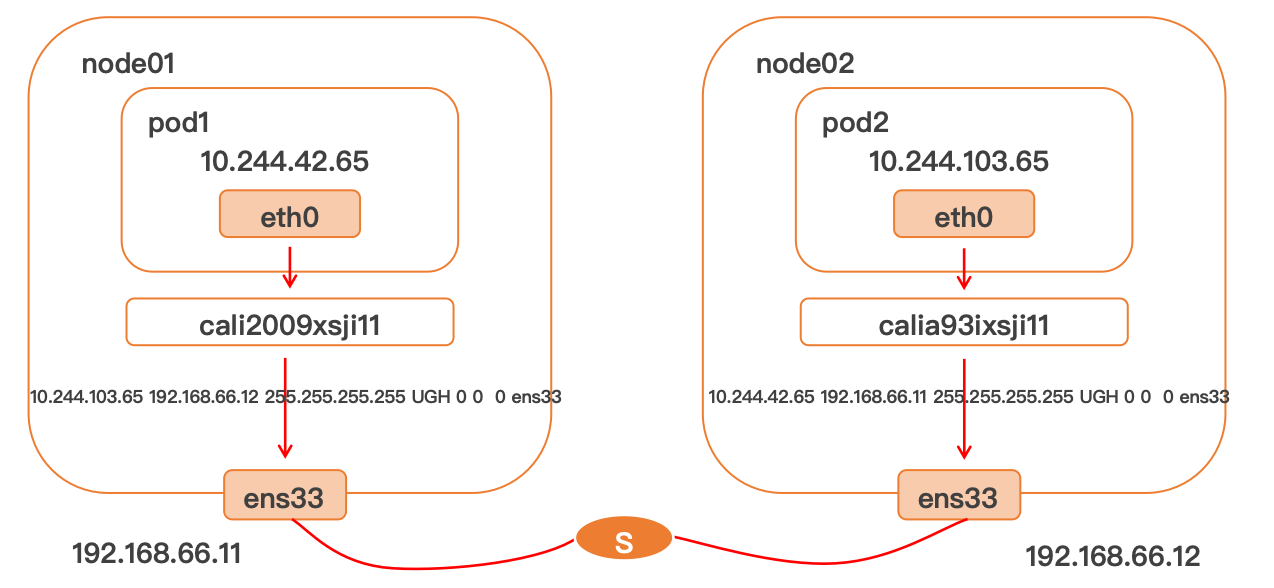 node01
pod1
10.244.42.65
eth0
cali2009xsji11
10.244.103.65 192.168.66.12 255.255.255.255 UGH 0 0 0 ens33
ens33
192.168.66.11
S
node02
pod2
10.244.103.65
eth0
calia93ixsji11
10.244.42.65 192.168.66.11 255.255.255.255 UGH 0 0 0 ens33
ens33
192.168.66.12